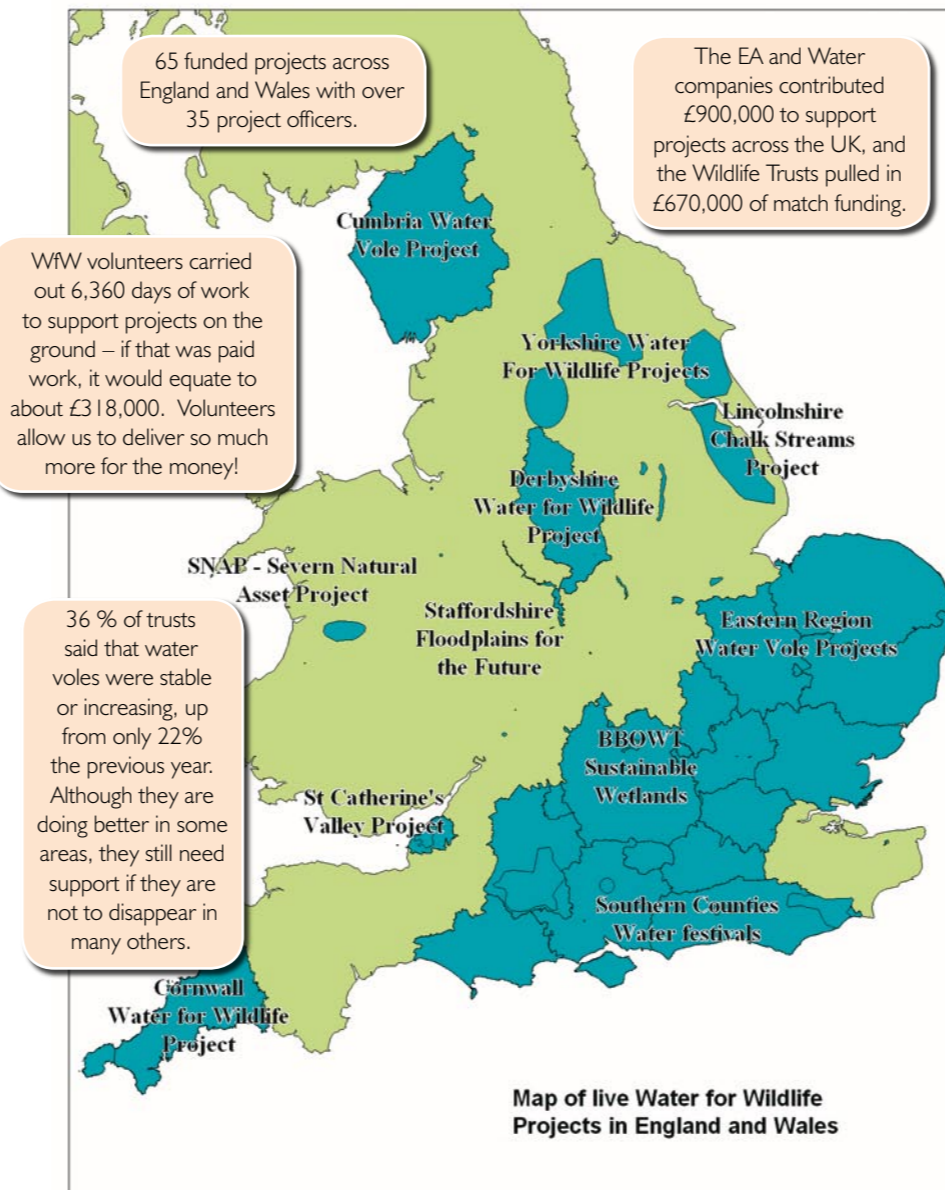 65 funded projects across
England and Wales with over
35 project officers.
The EA and Water
companies contributed
£900,000 to support
projects across the UK, and
the Wildlife Trusts pulled in
£670,000 of match funding.
Cumbria Water
Vole Project
WfW volunteers carried
out 6,360 days of work
to support projects on the
ground – if that was paid
work, it would equate to
about £318,000. Volunteers
allow us to deliver so much
more for the money!
Yorkshire Water
For Wildlife Projects
Lincolnshire
Chalk Streams
Project
Derbyshire
Water for Wildlife
Project
SNAP - Severn Natural
Asset Project
Staffordshire
Floodplains for
the Future
Eastern Region
Water Vole Projects
36 % of trusts
said that water
voles were stable
or increasing, up
from only 22%
the previous year.
Although they are
doing better in some
areas, they still need
support if they are
not to disappear in
many others.
BBOWT
Sustainable
Wetlands
St Catherine's
Valley Project
Southern Counties
Water festivals
Cornwall
Water for Wildlife
Project
Map of live Water for Wildlife
Projects in England and Wales